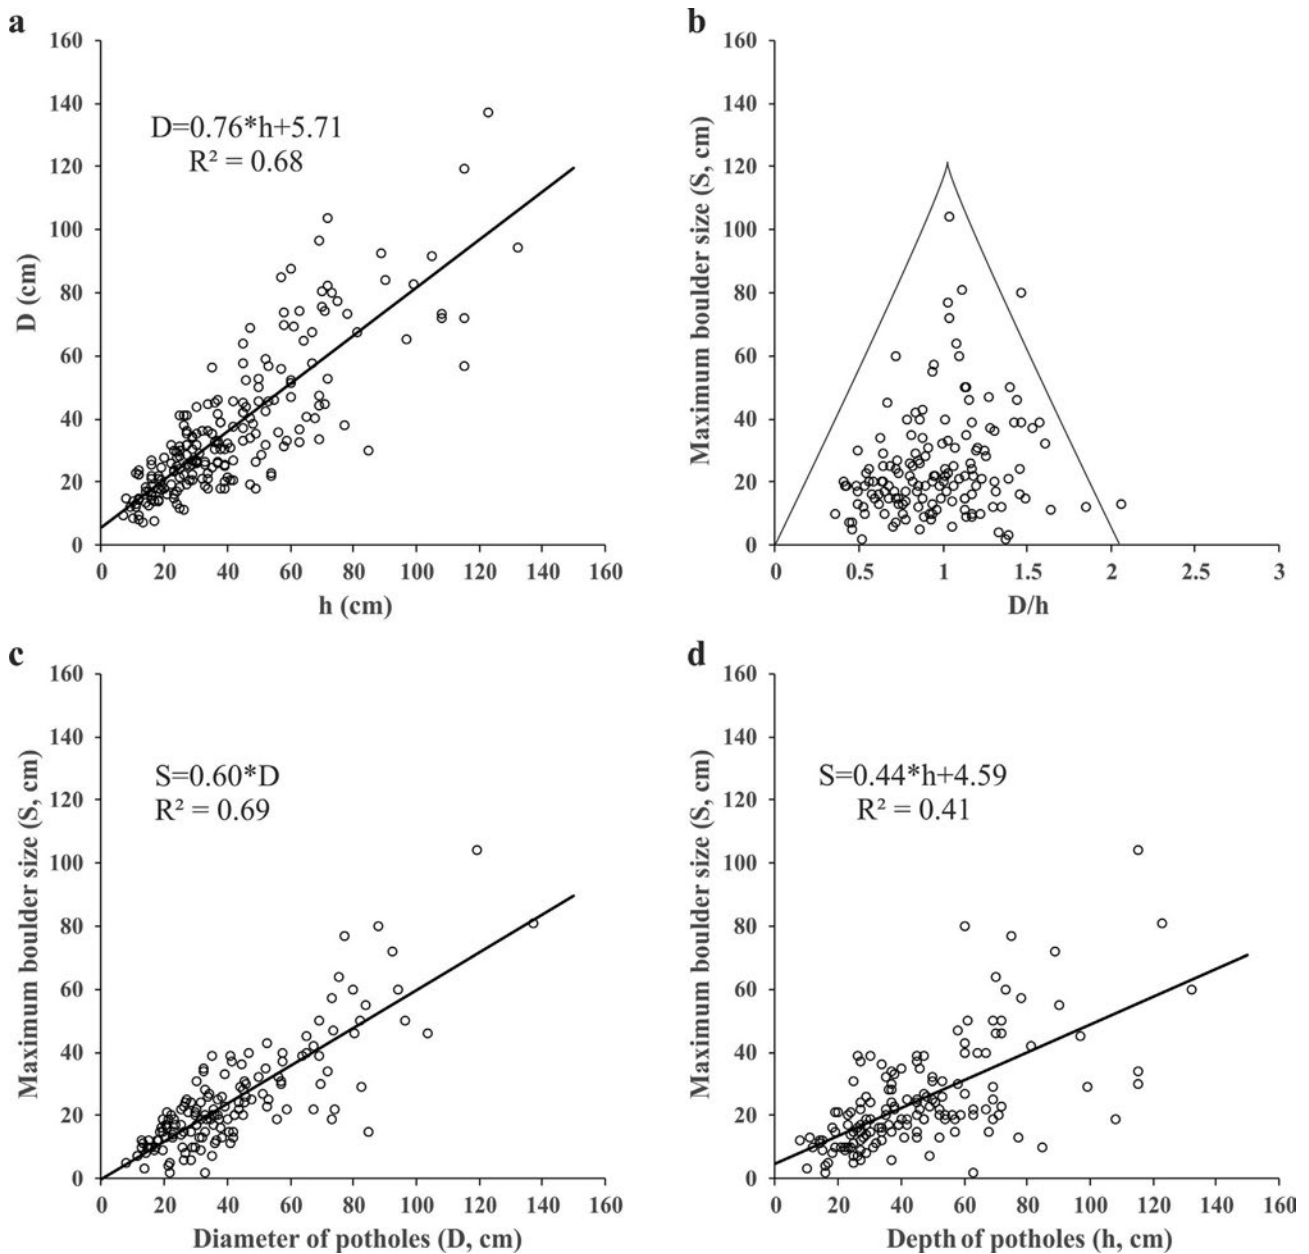 a
160
140
120
100
80
60
40
20
0
D (cm)
D=0.76*h+5.71
R² = 0.68
0 20 40 60 80 100 120 140 160
h (cm)
b
160
140
120
100
80
60
40
20
0
Maximum boulder size (S, cm)
0 0.5 1 1.5 2 2.5 3
D/h
c
160
140
120
100
80
60
40
20
0
Maximum boulder size (S, cm)
S=0.60*D
R² = 0.69
0 20 40 60 80 100 120 140 160
Diameter of potholes (D, cm)
d
160
140
120
100
80
60
40
20
0
Maximum boulder size (S, cm)
S=0.44*h+4.59
R² = 0.41
0 20 40 60 80 100 120 140 160
Depth of potholes (h, cm)